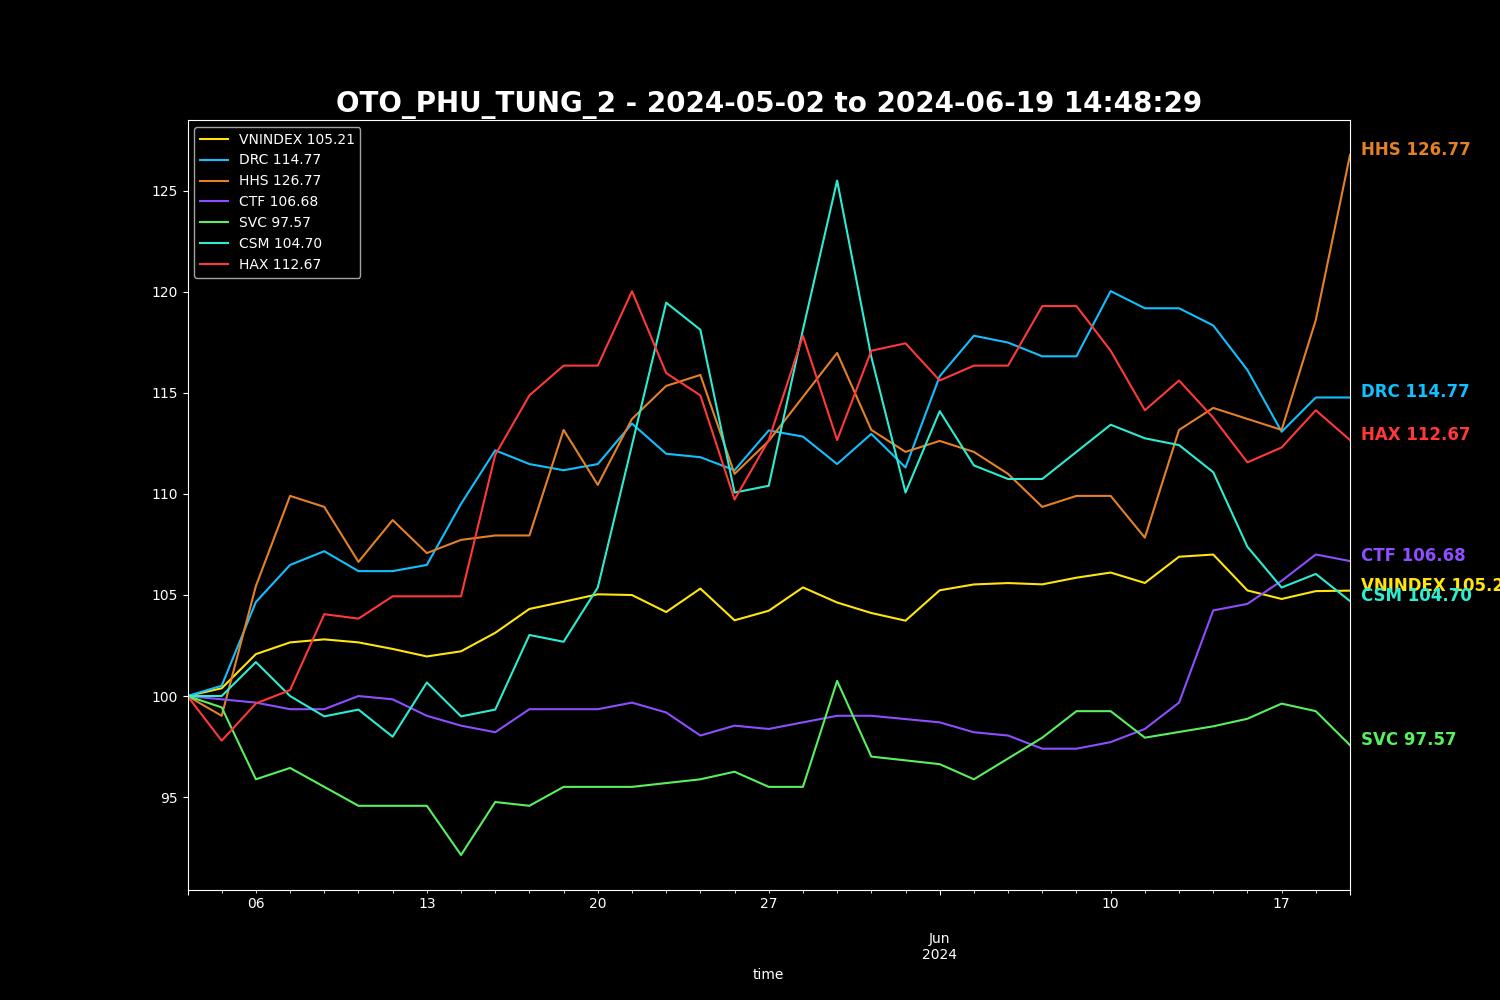 OTO_PHU_TUNG_2 - 2024-05-02 to 2024-06-19 14:48:29
VNINDEX 105.21
DRC 114.77
HHS 126.77
CTF 106.68
SVC 97.57
CSM 104.70
HAX 112.67
125
120
115
110
105
100
95
HHS 126.77
DRC 114.77
HAX 112.67
CTF 106.68
VNINDEX 105.2
CSM 104.70
SVC 97.57
06 13 20 27 10 17
Jun
2024
time